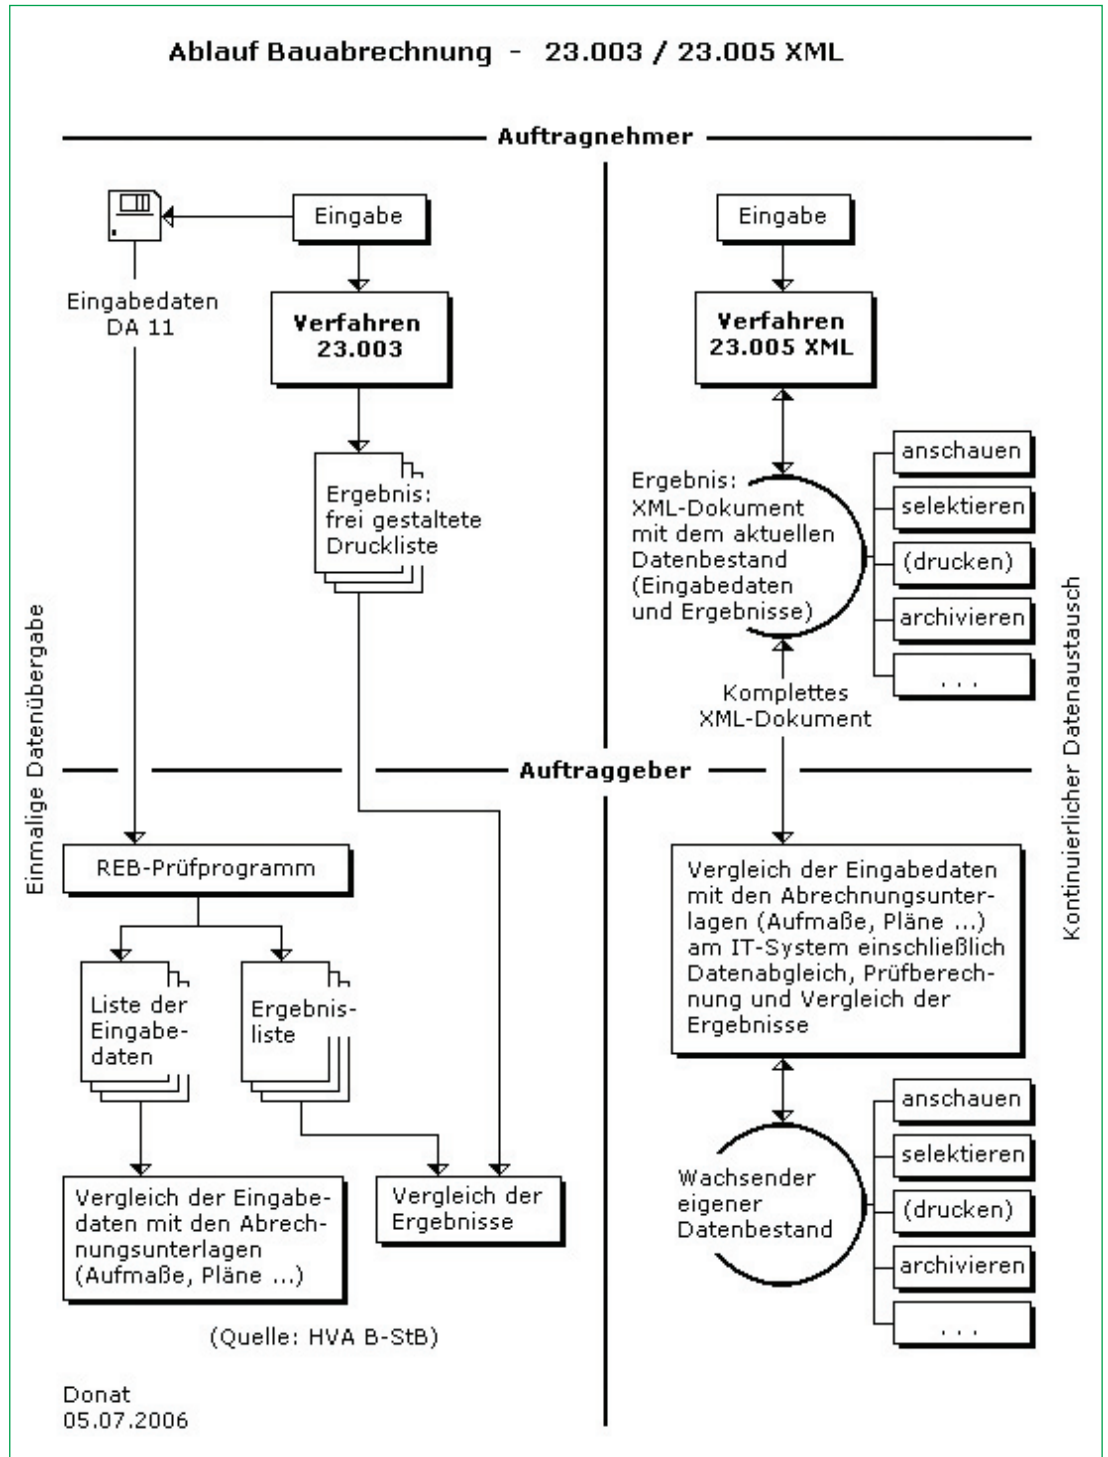 Ablauf Bauabrechnung - 23.003 / 23.005 XML
Auftragnehmer
Eingabe
Eingabedaten
DA 11
Verfahren
23.003
Ergebnis:
frei gestaltete
Druckliste
Einmalige Datenübergabe
Eingabe
Verfahren
23.005 XML
Ergebnis:
XML-Dokument
mit dem aktuellen
Datenbestand
(Eingabedaten
und Ergebnisse)
anschauen
selektieren
(drucken)
archivieren
. . .
Komplettes
XML-Dokument
Kontinuierlicher Datenaustausch
Auftraggeber
REB-Prüfprogramm
Liste der
Eingabe-
daten
Ergebnis-
liste
Vergleich der Eingabe-
daten mit den Abrech-
nungsunterlagen
(Aufmaße, Pläne ...)
Vergleich der
Ergebnisse
Vergleich der Eingabedaten
mit den Abrechnungsunter-
lagen (Aufmaße, Pläne ...)
am IT-System einschließlich
Datenabgleich, Prüfberech-
nung und Vergleich der
Ergebnisse
Wachsender
eigener
Datenbestand
anschauen
selektieren
(drucken)
archivieren
. . .
(Quelle: HVA B-StB)
Donat
05.07.2006